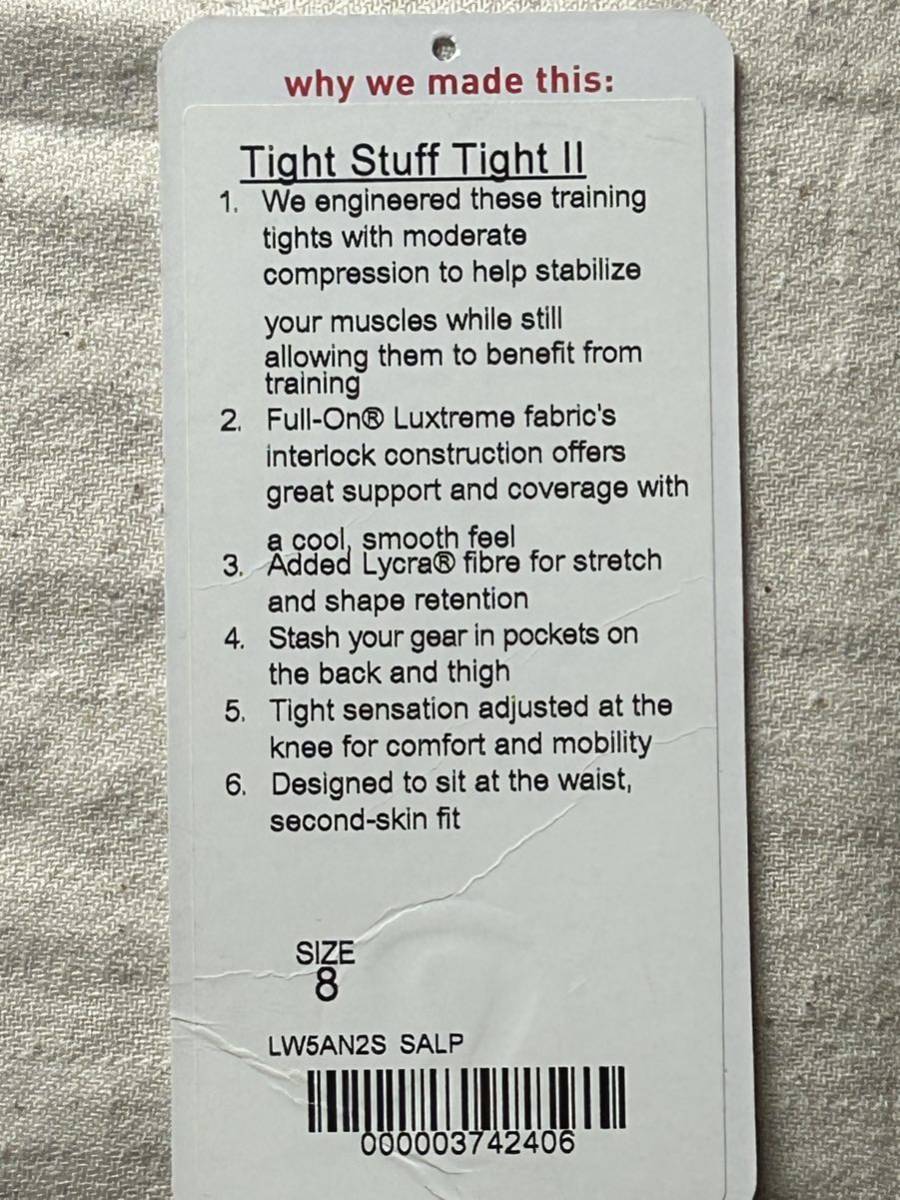 why we made this:
Tight Stuff Tight II
1. We engineered these training
tights with moderate
compression to help stabilize
your muscles while still
allowing them to benefit from
training
2. Full-On® Luxtreme fabric's
interlock construction offers
great support and coverage with
a cool, smooth feel
3. Added Lycra® fibre for stretch
and shape retention
4. Stash your gear in pockets on
the back and thigh
5. Tight sensation adjusted at the
knee for comfort and mobility
6. Designed to sit at the waist,
second-skin fit
SIZE
8
LW5AN2S SALP
000003742406